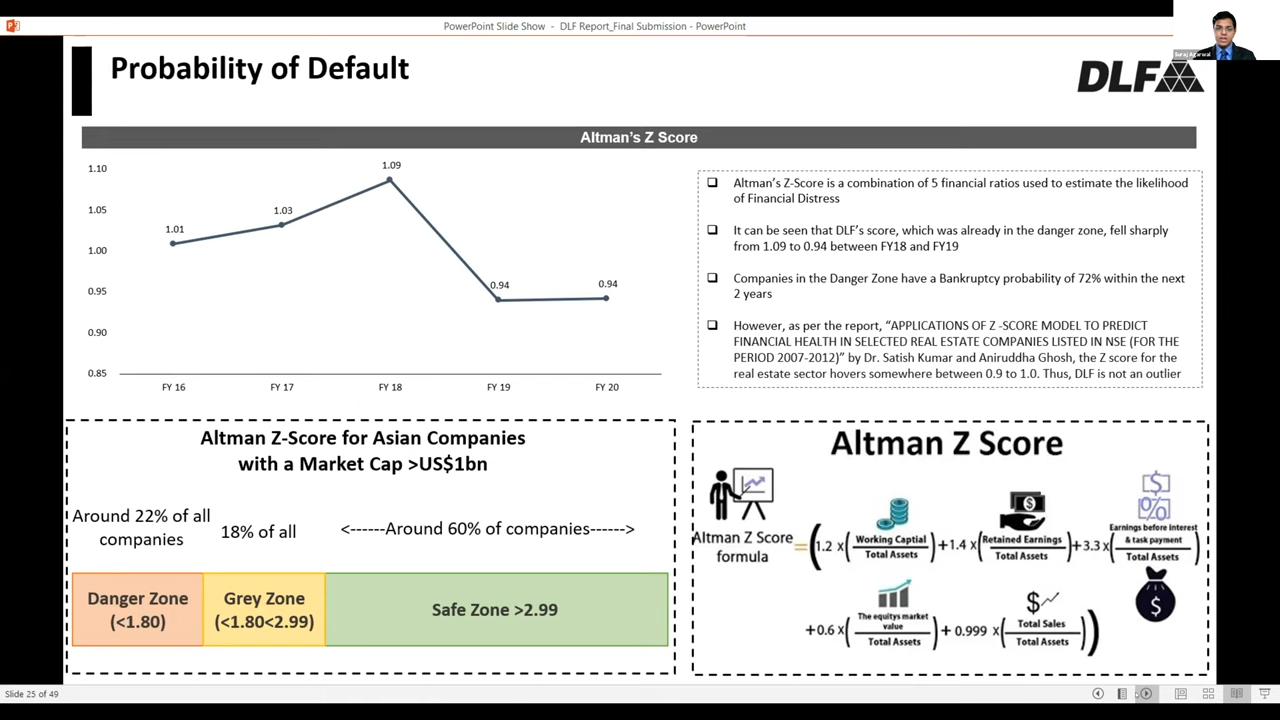 PowerPoint Slide Show - DLF Report_Final Submission - PowerPoint
Suraj Agarwal
Probability of Default
DLF
Altman's Z Score
1.10
1.05
1.00
0.95
0.90
0.85
1.01
1.03
1.09
0.94
0.94
FY 16
FY 17
FY 18
FY 19
FY 20
Altman's Z-Score is a combination of 5 financial ratios used to estimate the likelihood
of Financial Distress
It can be seen that DLF's score, which was already in the danger zone, fell sharply
from 1.09 to 0.94 between FY18 and FY19
Companies in the Danger Zone have a Bankruptcy probability of 72% within the next
2 years
However, as per the report, “APPLICATIONS OF Z -SCORE MODEL TO PREDICT
FINANCIAL HEALTH IN SELECTED REAL ESTATE COMPANIES LISTED IN NSE (FOR THE
PERIOD 2007-2012)” by Dr. Satish Kumar and Aniruddha Ghosh, the Z score for the
real estate sector hovers somewhere between 0.9 to 1.0. Thus, DLF is not an outlier
Altman Z-Score for Asian Companies
with a Market Cap >US$1bn
Around 22% of all
companies
18% of all
<------Around 60% of companies------>
Danger Zone
(<1.80)
Grey Zone
(<1.80<2.99)
Safe Zone >2.99
Altman Z Score
Altman Z Score
formula
=
(1.2 x (Working Captial
Total Assets)
+1.4 x (Retained Earnings
Total Assets)
+3.3 x (Earnings before Interest
& task payment
Total Assets)
+0.6 x (The equitys market
value
Total Assets)
+ 0.999 x (Total Sales
Total Assets))
Slide 25 of 49